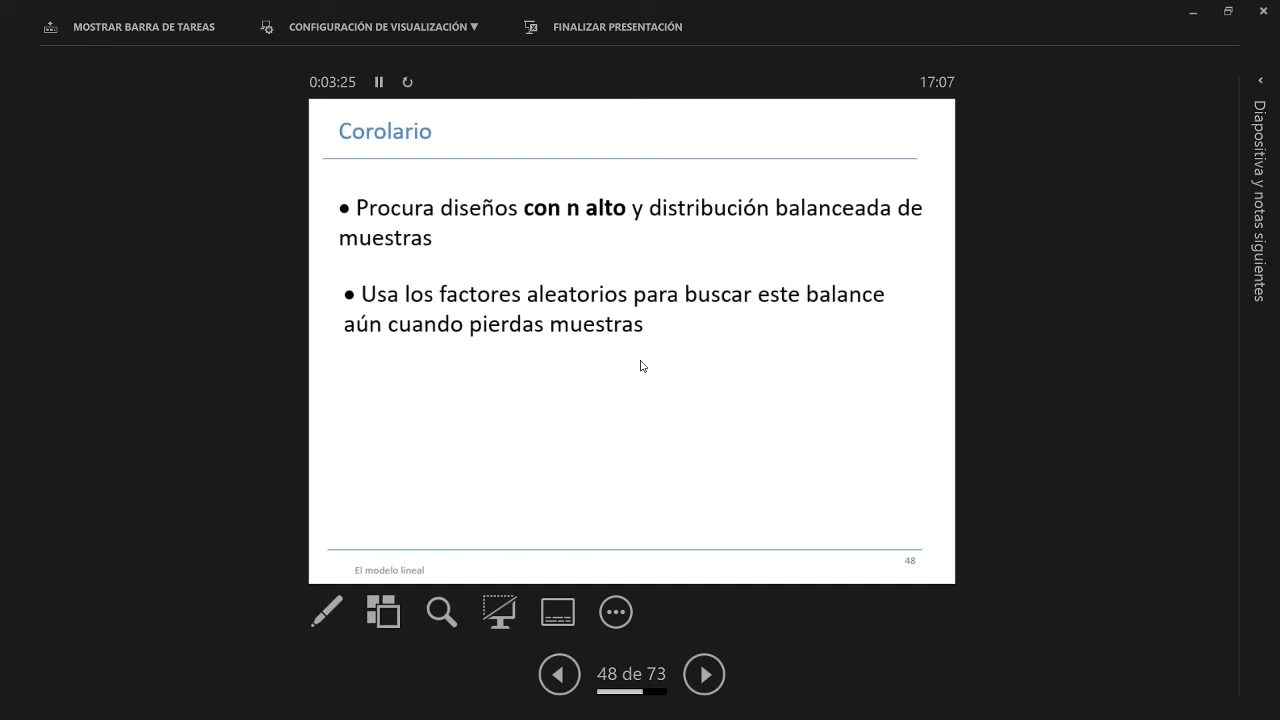 MOSTRAR BARRA DE TAREAS
CONFIGURACIÓN DE VISUALIZACIÓN ▼
FINALIZAR PRESENTACIÓN
0:03:25
17:07
Corolario
• Procura diseños con n alto y distribución balanceada de
muestras
• Usa los factores aleatorios para buscar este balance
aún cuando pierdas muestras
El modelo lineal
48
48 de 73
Diapositiva y notas siguientes